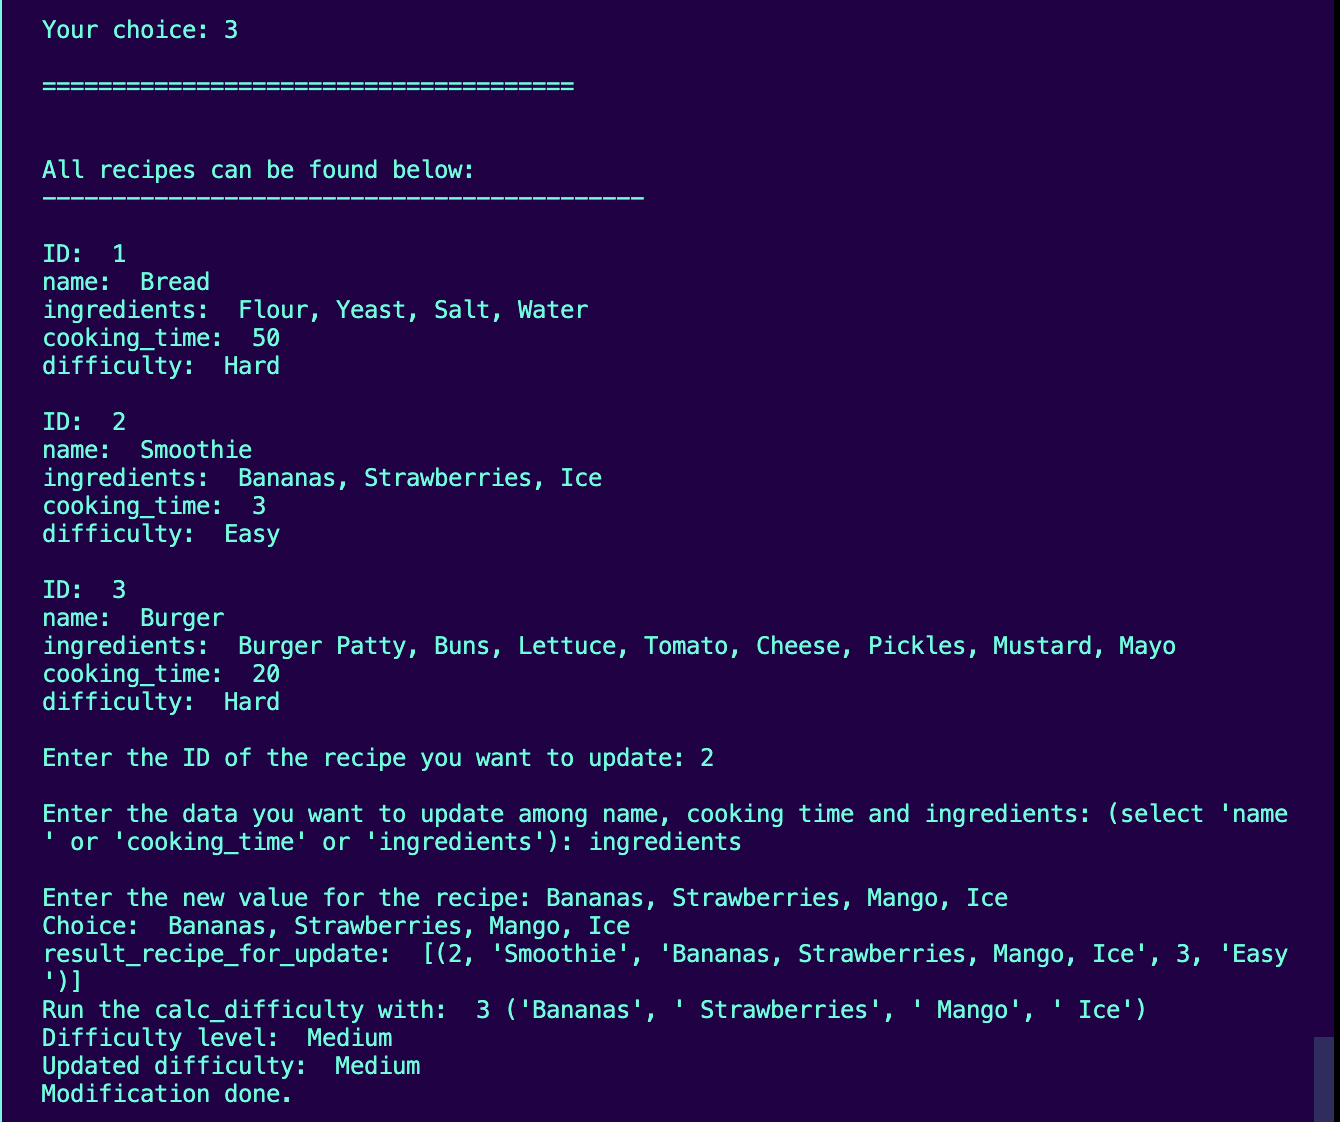 Your choice: 3
======================================
All recipes can be found below:
-------------------------------------------
ID:  1
name:  Bread
ingredients:  Flour, Yeast, Salt, Water
cooking_time:  50
difficulty:  Hard
ID:  2
name:  Smoothie
ingredients:  Bananas, Strawberries, Ice
cooking_time:  3
difficulty:  Easy
ID:  3
name:  Burger
ingredients:  Burger Patty, Buns, Lettuce, Tomato, Cheese, Pickles, Mustard, Mayo
cooking_time:  20
difficulty:  Hard
Enter the ID of the recipe you want to update: 2
Enter the data you want to update among name, cooking time and ingredients: (select 'name
' or 'cooking_time' or 'ingredients'): ingredients
Enter the new value for the recipe: Bananas, Strawberries, Mango, Ice
Choice:  Bananas, Strawberries, Mango, Ice
result_recipe_for_update:  [(2, 'Smoothie', 'Bananas, Strawberries, Mango, Ice', 3, 'Easy
')]
Run the calc_difficulty with:  3 ('Bananas', ' Strawberries', ' Mango', ' Ice')
Difficulty level:  Medium
Updated difficulty:  Medium
Modification done.